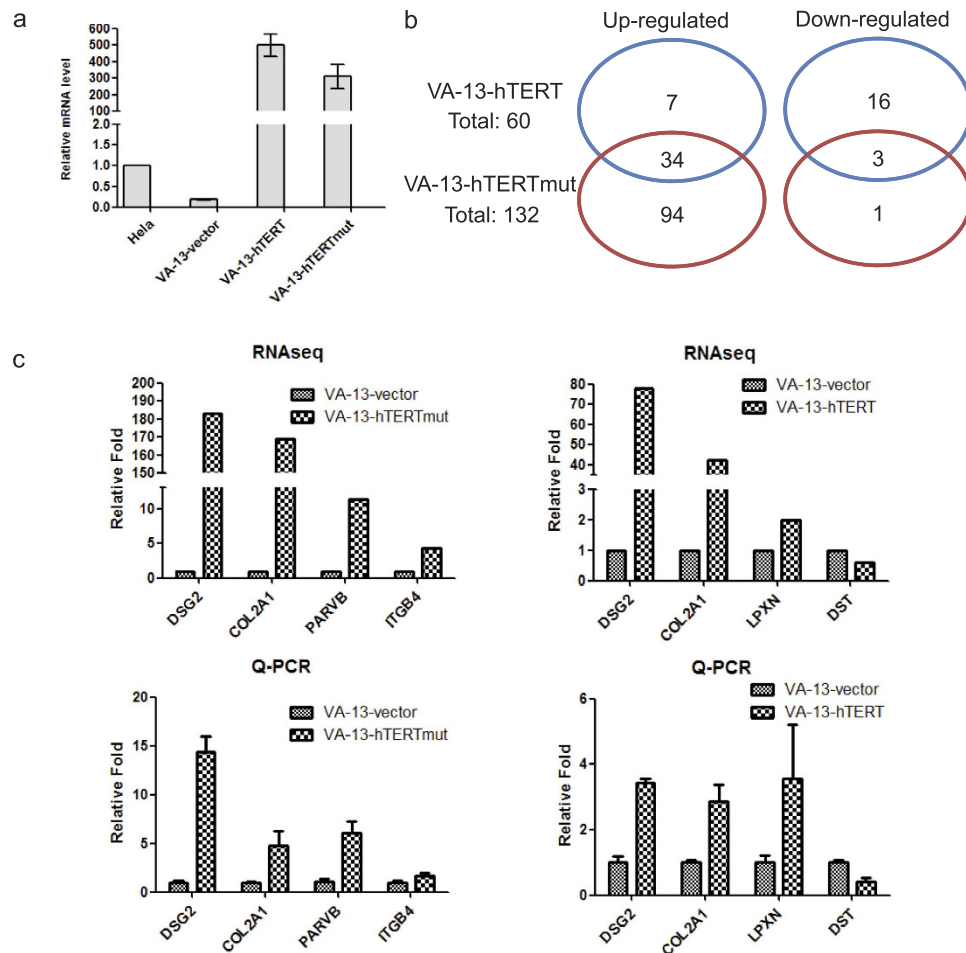 a
Relative mRNA level
600
500
400
300
200
100
2.0
1.5
1.0
0.5
0.0
Hela
VA-13-vector
VA-13-hTERT
VA-13-hTERTmut
b
Up-regulated
Down-regulated
VA-13-hTERT
Total: 60
7
16
34
3
VA-13-hTERTmut
Total: 132
94
1
c
RNAseq
Relative Fold
200
190
180
170
160
150
10
5
0
VA-13-vector
VA-13-hTERTmut
DSG2
COL2A1
PARVB
ITGB4
RNAseq
Relative Fold
80
70
60
50
40
3
2
1
0
VA-13-vector
VA-13-hTERT
DSG2
COL2A1
LPXN
DST
Q-PCR
Relative Fold
20
15
10
5
0
VA-13-vector
VA-13-hTERTmut
DSG2
COL2A1
PARVB
ITGB4
Q-PCR
Relative Fold
6
4
2
0
VA-13-vector
VA-13-hTERT
DSG2
COL2A1
LPXN
DST